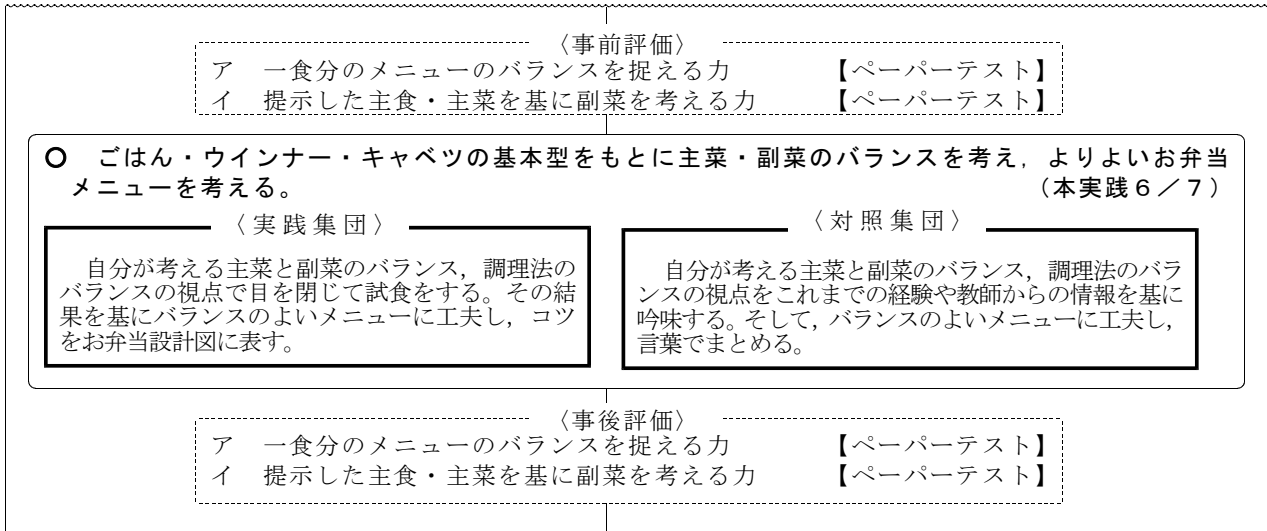 〈事前評価〉
ア 一食分のメニューのバランスを捉える力 【ペーパーテスト】
イ 提示した主食・主菜を基に副菜を考える力 【ペーパーテスト】
○ ごはん・ウインナー・キャベツの基本型をもとに主菜・副菜のバランスを考え，よりよいお弁当
メニューを考える。 （本実践６／７）
〈実践集団〉
自分が考える主菜と副菜のバランス，調理法の
バランスの視点で目を閉じて試食をする。その結
果を基にバランスのよいメニューに工夫し，コツ
をお弁当設計図に表す。
〈対照集団〉
自分が考える主菜と副菜のバランス，調理法のバラ
ンスの視点をこれまでの経験や教師からの情報を基に
吟味する。そして，バランスのよいメニューに工夫し，
言葉でまとめる。
〈事後評価〉
ア 一食分のメニューのバランスを捉える力 【ペーパーテスト】
イ 提示した主食・主菜を基に副菜を考える力 【ペーパーテスト】